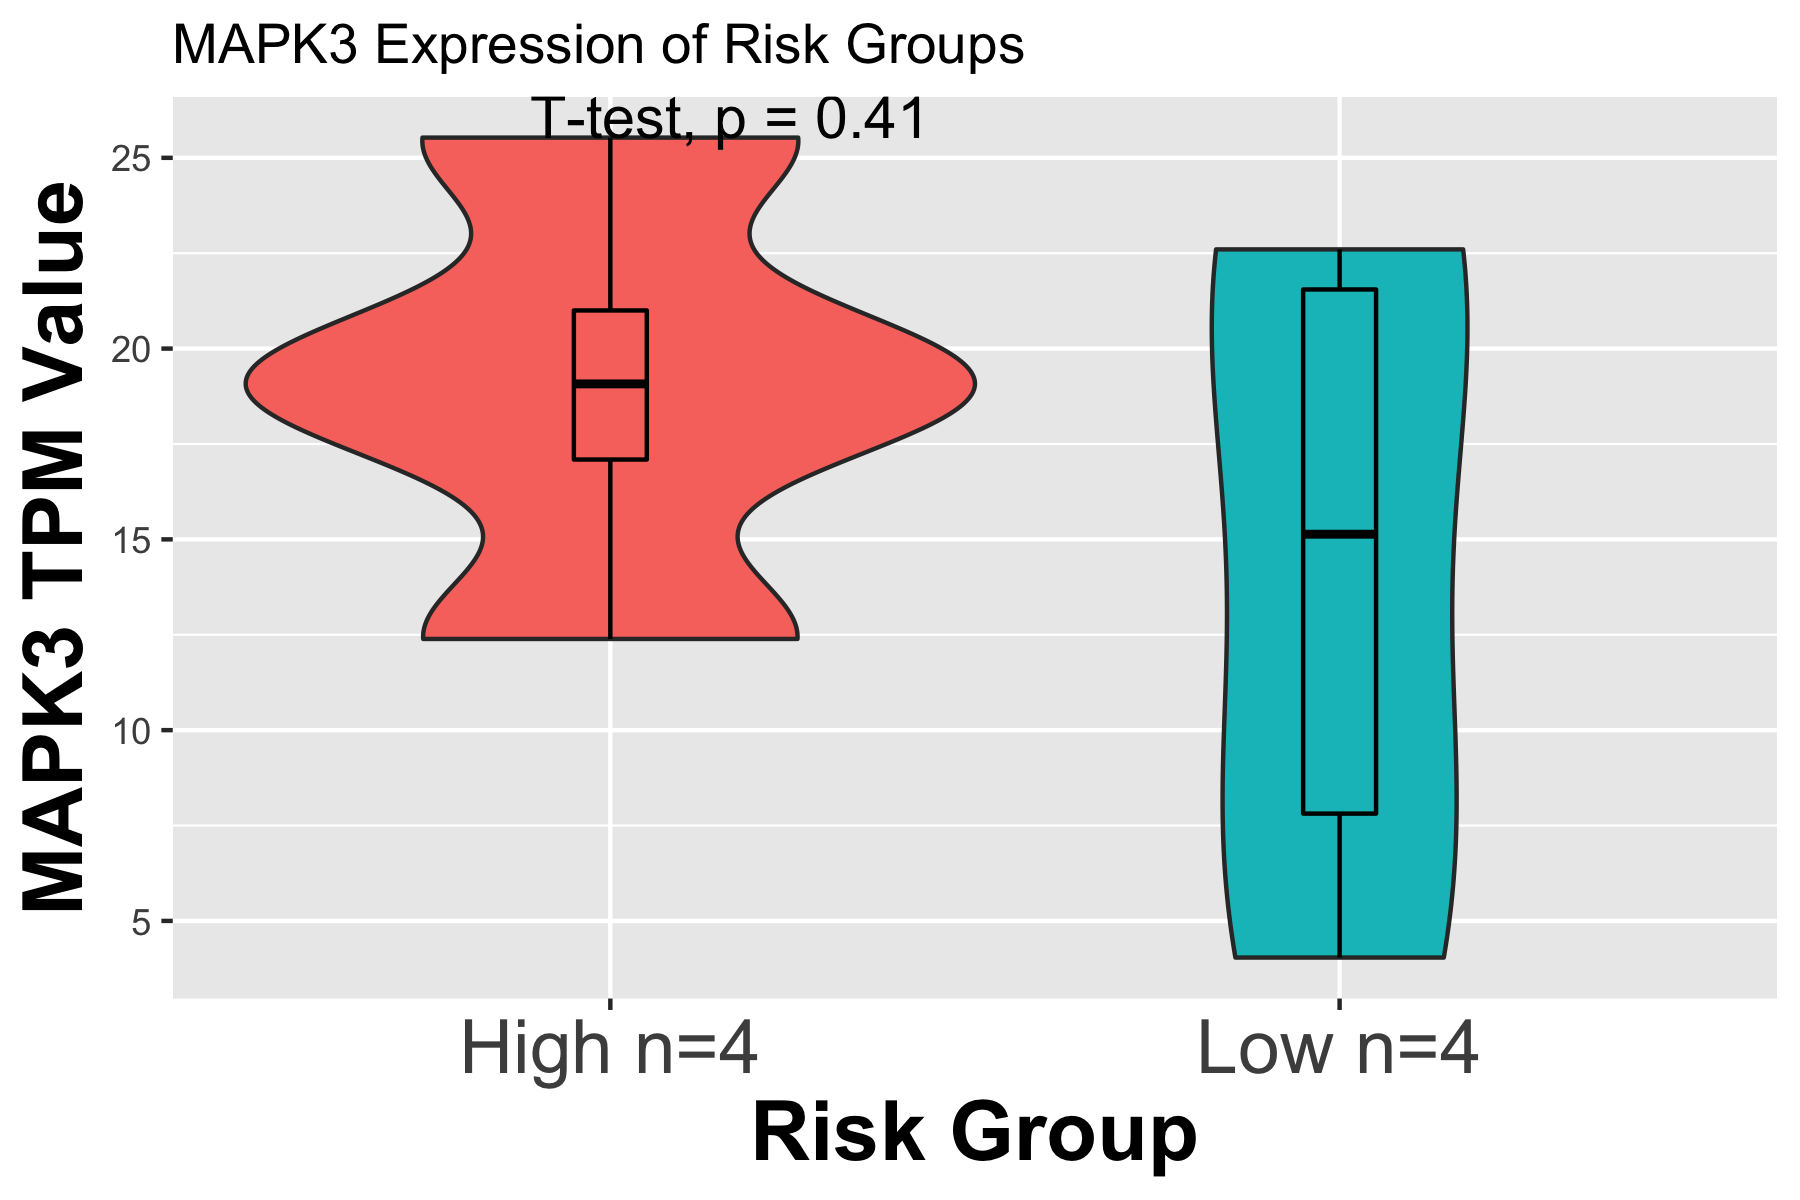 MAPK3 Expression of Risk Groups
T-test, p = 0.41
MAPK3 TPM Value
25
20
15
10
5
High n=4
Low n=4
Risk Group